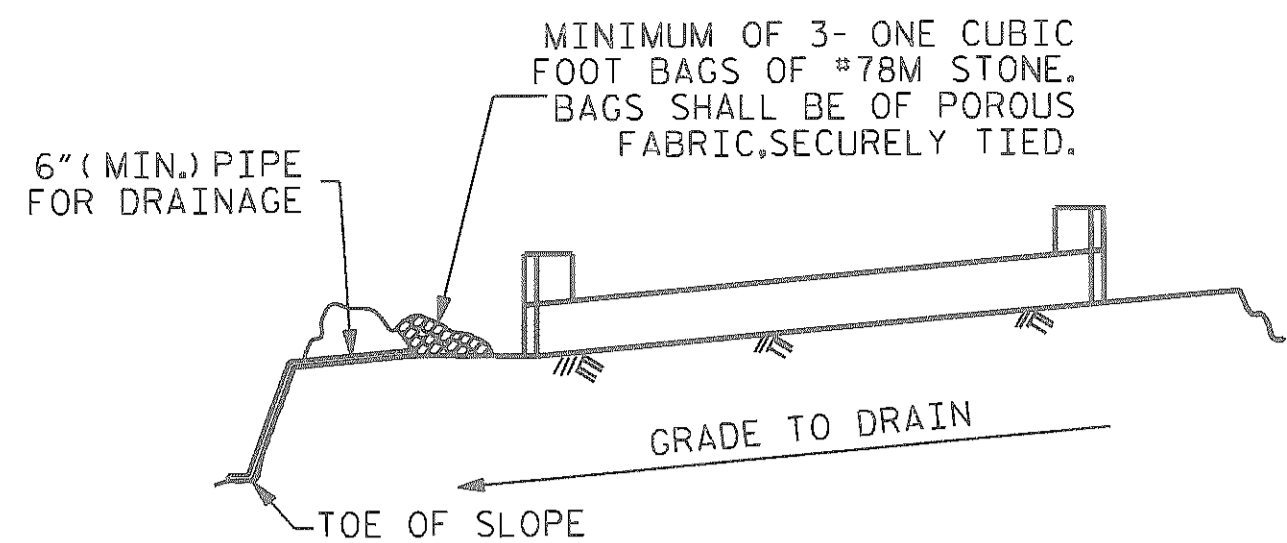 MINIMUM OF 3- ONE CUBIC
FOOT BAGS OF #78M STONE.
BAGS SHALL BE OF POROUS
FABRIC,SECURELY TIED.
6"(MIN.) PIPE
FOR DRAINAGE
GRADE TO DRAIN
TOE OF SLOPE